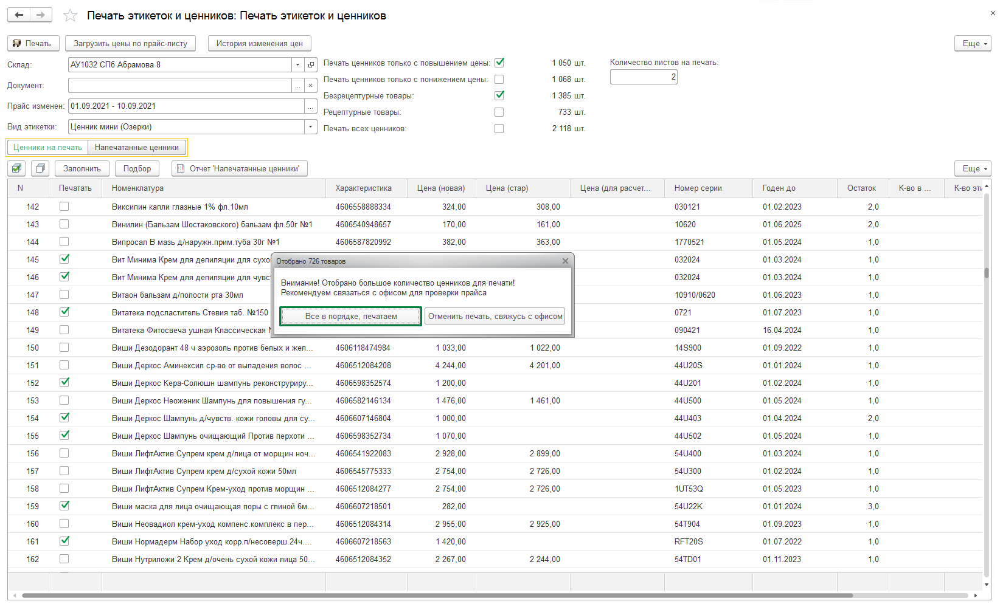 Печать этикеток и ценников: Печать этикеток и ценников
Печать Загрузить цены по прайс-листу История изменения цен Еще
Склад: АУ1032 СПб Абрамова 8
Документ:
Прайс изменен: 01.09.2021 - 10.09.2021
Вид этикетки: Ценник мини (Озерки)
Печать ценников только с повышением цены: 1 050 шт.
Печать ценников только с понижением цены: 1 068 шт.
Безрецептурные товары: 1 385 шт.
Рецептурные товары: 733 шт.
Печать всех ценников: 2 118 шт.
Количество листов на печать:
2
Ценники на печать Напечатанные ценники
Заполнить Подбор Отчет 'Напечатанные ценники' Еще
N Печатать Номенклатура Характеристика Цена (новая) Цена (стар) Цена (для расчет... Номер серии Годен до Остаток К-во в ... К-во эти
142 Виксипин капли глазные 1% фл.10мл 4606558888334 324,00 308,00 030121 01.02.2023 2,0
143 Винилин (Бальзам Шостаковского) бальзам фл.50г №1 4606540948657 170,00 161,00 10620 01.06.2025 2,0
144 Випросал В мазь д/наружн.прим.туба 30г №1 4606587820992 382,00 363,00 1770521 01.05.2024 1,0
145 Вит Минима Крем для депиляции для сухо 032024 01.03.2024 1,0
146 Вит Минима Крем для депиляции для чувст 032024 01.03.2024 1,0
147 Витаон бальзам д/полости рта 30мл 10910/0620 01.06.2023 1,0
148 Витатека подсластитель Стевия таб. №150 0721 01.07.2023 1,0
149 Витатека Фитосвеча ушная Классическая 090421 16.04.2024 1,0
150 Виши Дезодорант 48 ч аэрозоль против белых и жел... 4606118474984 1 033,00 1 022,00 14S900 01.09.2022 1,0
151 Виши Деркос Аминексил ср-во от выпадения волос ... 4606512084208 4 244,00 4 201,00 44U20S 01.01.2024 1,0
152 Виши Деркос Кера-Солюшн шампунь реконструриру... 4606598352574 1 200,00 44U201 01.02.2024 1,0
153 Виши Деркос Неоженик Шампунь для повышения гу... 4606582146134 1 476,00 1 461,00 44U500 01.05.2024 1,0
154 Виши Деркос Шампунь д/чувств. кожи головы для су... 4606607146804 1 000,00 44U403 01.04.2024 2,0
155 Виши Деркос Шампунь очищающий Против перхоти ... 4606598352734 1 070,00 44U502 01.05.2024 1,0
156 Виши ЛифтАктив Супрем крем д/лица от морщин ноч... 4606541922083 2 928,00 2 899,00 54U400 01.03.2024 1,0
157 Виши ЛифтАктив Супрем крем д/сухой кожи 50мл 4606545775333 2 754,00 2 726,00 54U300 01.02.2024 1,0
158 Виши ЛифтАктив Супрем Крем-уход против морщин ... 4606512084277 2 754,00 2 726,00 1UT53Q 01.05.2023 1,0
159 Виши маска для лица очищающая поры с глиной 6м... 4606607218501 282,00 54U22K 01.01.2024 3,0
160 Виши Неовадиол крем-уход компенс.комплекс в пер... 4606512084314 2 955,00 2 925,00 54T904 01.09.2023 1,0
161 Виши Нормадерм Набор уход корр.п/несоверш.24ч.... 4606607218563 1 420,00 RFT20S 01.07.2022 1,0
162 Виши Нутриложи 2 Крем д/очень сухой кожи лица 50... 4606512084352 2 267,00 2 244,00 54TD01 01.11.2023 1,0
Отобрано 726 товаров
Внимание! Отобрано большое количество ценников для печати!
Рекомендуем связаться с офисом для проверки прайса
Все в порядке, печатаем Отменить печать, свяжусь с офисом